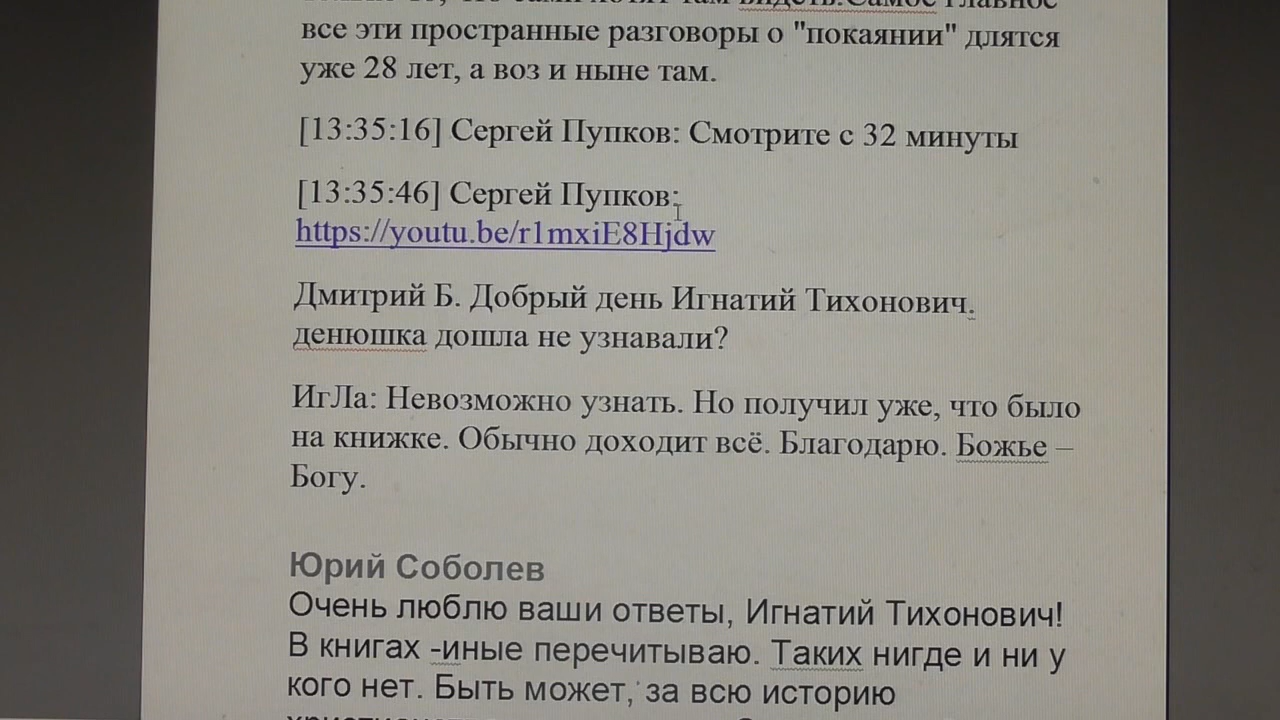 видеть.Самое главное
все эти пространные разговоры о "покаянии" длятся
уже 28 лет, а воз и ныне там.
[13:35:16] Сергей Пупков: Смотрите с 32 минуты
[13:35:46] Сергей Пупков:
https://youtu.be/r1mxiE8Hjdw
Дмитрий Б. Добрый день Игнатий Тихонович.
денюшка дошла не узнавали?
ИгЛа: Невозможно узнать. Но получил уже, что было
на книжке. Обычно доходит всё. Благодарю. Божье –
Богу.
Юрий Соболев
Очень люблю ваши ответы, Игнатий Тихонович!
В книгах -иные перечитываю. Таких нигде и ни у
кого нет. Быть может, за всю историю